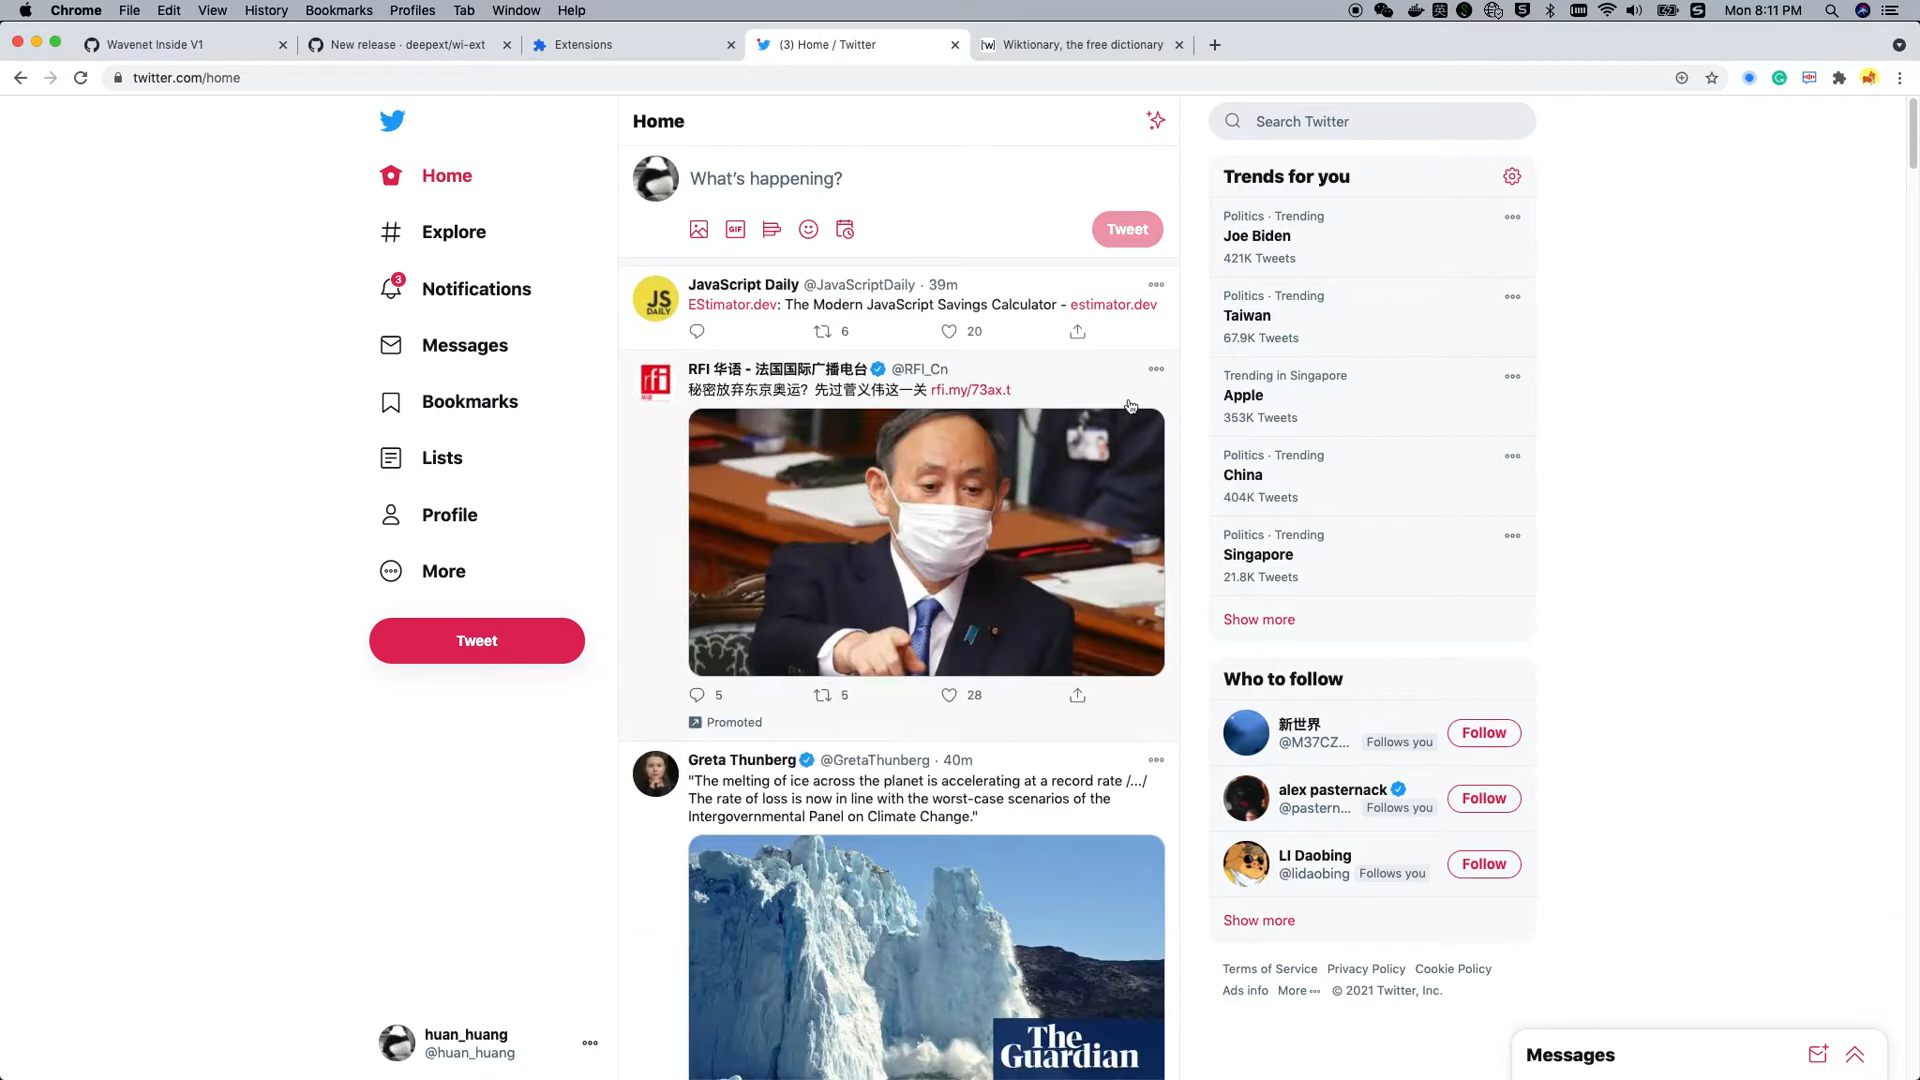 Chrome File Edit View History Bookmarks Profiles Tab Window Help
英 Mon 8:11 PM
Wavenet Inside V1
New release · deepext/wi-ext
Extensions
(3) Home / Twitter
Wiktionary, the free dictionary
twitter.com/home
Home
Explore
3
Notifications
Messages
Bookmarks
Lists
Profile
More
Tweet
huan_huang
@huan_huang
Home
What's happening?
GIF
Tweet
JS
DAILY
JavaScript Daily @JavaScriptDaily · 39m
EStimator.dev: The Modern JavaScript Savings Calculator - estimator.dev
6 20
rfi
华语
RFI 华语 - 法国国际广播电台 @RFI_Cn
秘密放弃东京奥运？先过菅义伟这一关 rfi.my/73ax.t
5 5 28
Promoted
Greta Thunberg @GretaThunberg · 40m
"The melting of ice across the planet is accelerating at a record rate /.../
The rate of loss is now in line with the worst-case scenarios of the
Intergovernmental Panel on Climate Change."
The
Guardian
Search Twitter
Trends for you
Politics · Trending
Joe Biden
421K Tweets
Politics · Trending
Taiwan
67.9K Tweets
Trending in Singapore
Apple
353K Tweets
Politics · Trending
China
404K Tweets
Politics · Trending
Singapore
21.8K Tweets
Show more
Who to follow
新世界
@M37CZ... Follows you
Follow
alex pasternack
@pastern... Follows you
Follow
LI Daobing
@lidaobing Follows you
Follow
Show more
Terms of Service Privacy Policy Cookie Policy
Ads info More ··· © 2021 Twitter, Inc.
Messages